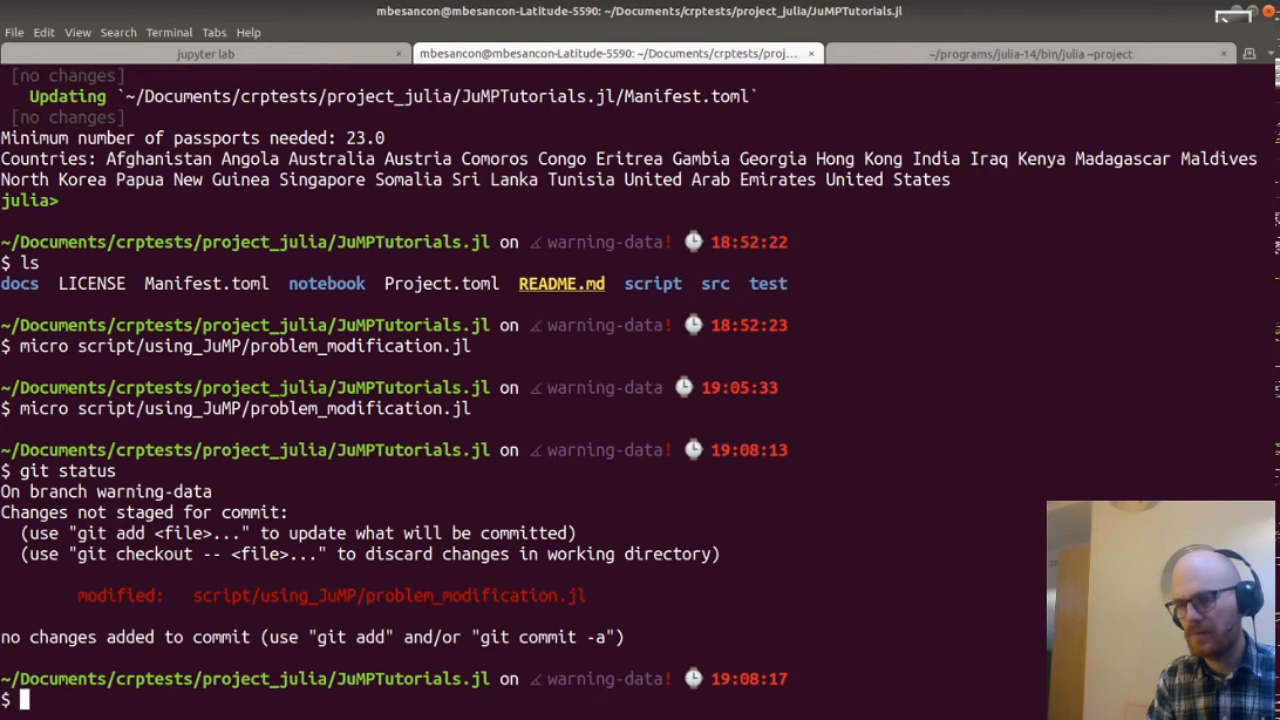 mbesancon@mbesancon-Latitude-5590: ~/Documents/crptests/project_julia/JuMPTutorials.jl
File Edit View Search Terminal Tabs Help
jupyter lab × mbesancon@mbesancon-Latitude-5590: ~/Documents/crptests/proj... × ~/programs/julia-14/bin/julia --project ×
[no changes]
Updating `~/Documents/crptests/project_julia/JuMPTutorials.jl/Manifest.toml`
[no changes]
Minimum number of passports needed: 23.0
Countries: Afghanistan Angola Australia Austria Comoros Congo Eritrea Gambia Georgia Hong Kong India Iraq Kenya Madagascar Maldives
North Korea Papua New Guinea Singapore Somalia Sri Lanka Tunisia United Arab Emirates United States
julia>
~/Documents/crptests/project_julia/JuMPTutorials.jl on warning-data! 18:52:22
$ ls
docs LICENSE Manifest.toml notebook Project.toml README.md script src test
~/Documents/crptests/project_julia/JuMPTutorials.jl on warning-data! 18:52:23
$ micro script/using_JuMP/problem_modification.jl
~/Documents/crptests/project_julia/JuMPTutorials.jl on warning-data 19:05:33
$ micro script/using_JuMP/problem_modification.jl
~/Documents/crptests/project_julia/JuMPTutorials.jl on warning-data! 19:08:13
$ git status
On branch warning-data
Changes not staged for commit:
(use "git add <file>..." to update what will be committed)
(use "git checkout -- <file>..." to discard changes in working directory)
modified: script/using_JuMP/problem_modification.jl
no changes added to commit (use "git add" and/or "git commit -a")
~/Documents/crptests/project_julia/JuMPTutorials.jl on warning-data! 19:08:17
$